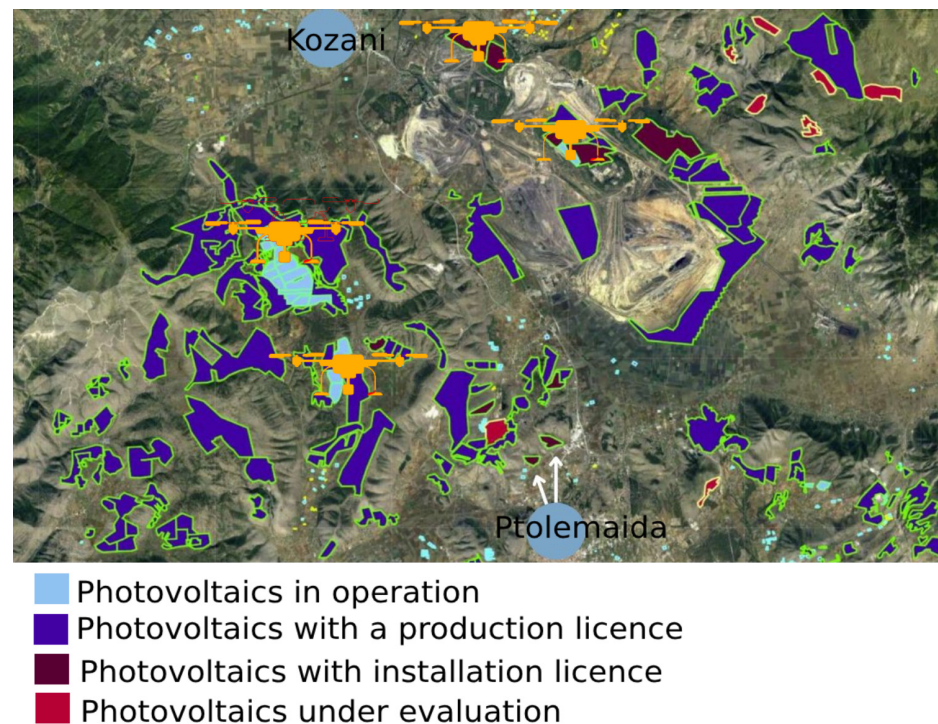 Kozani
Ptolemaida
Photovoltaics in operation
Photovoltaics with a production licence
Photovoltaics with installation licence
Photovoltaics under evaluation